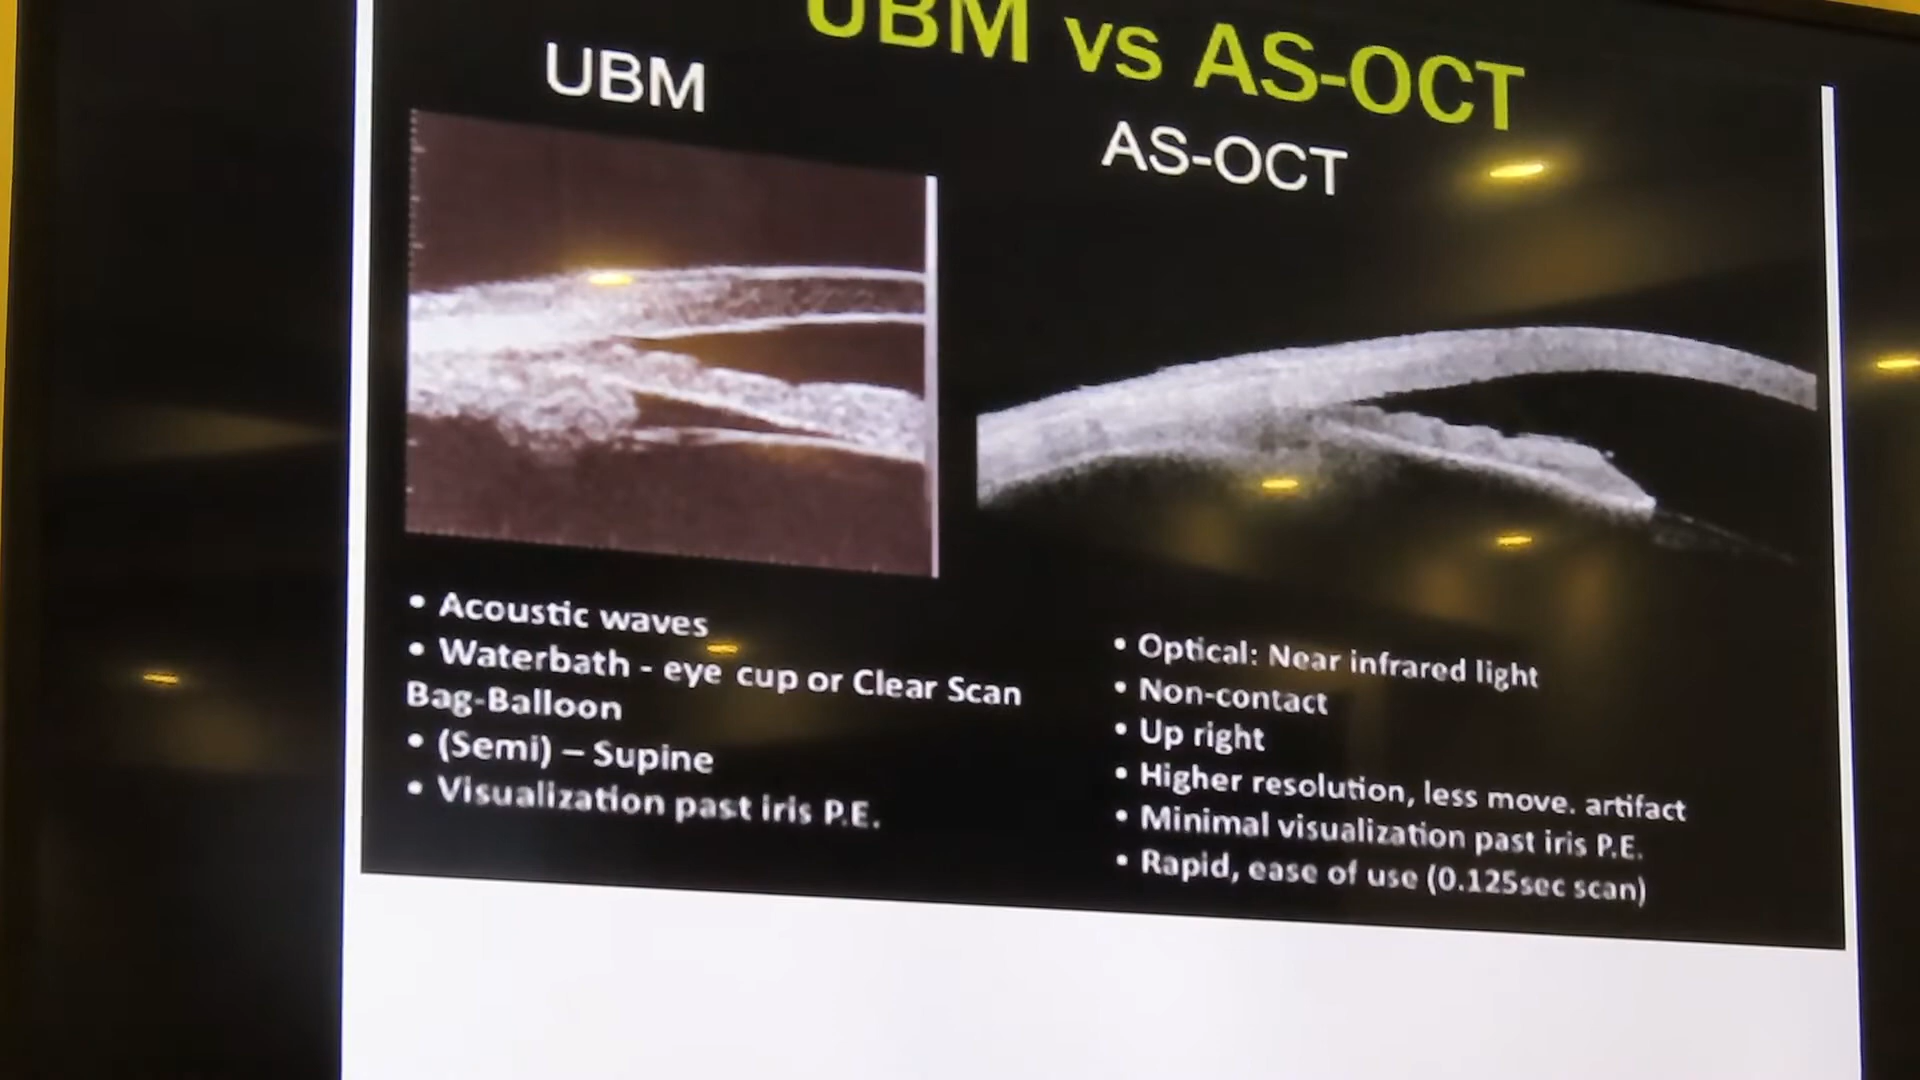 UBM vs AS-OCT
UBM
AS-OCT
• Acoustic waves
• Waterbath - eye cup or Clear Scan
Bag-Balloon
• (Semi) – Supine
• Visualization past iris P.E.
• Optical: Near infrared light
• Non-contact
• Up right
• Higher resolution, less move. artifact
• Minimal visualization past iris P.E.
• Rapid, ease of use (0.125sec scan)